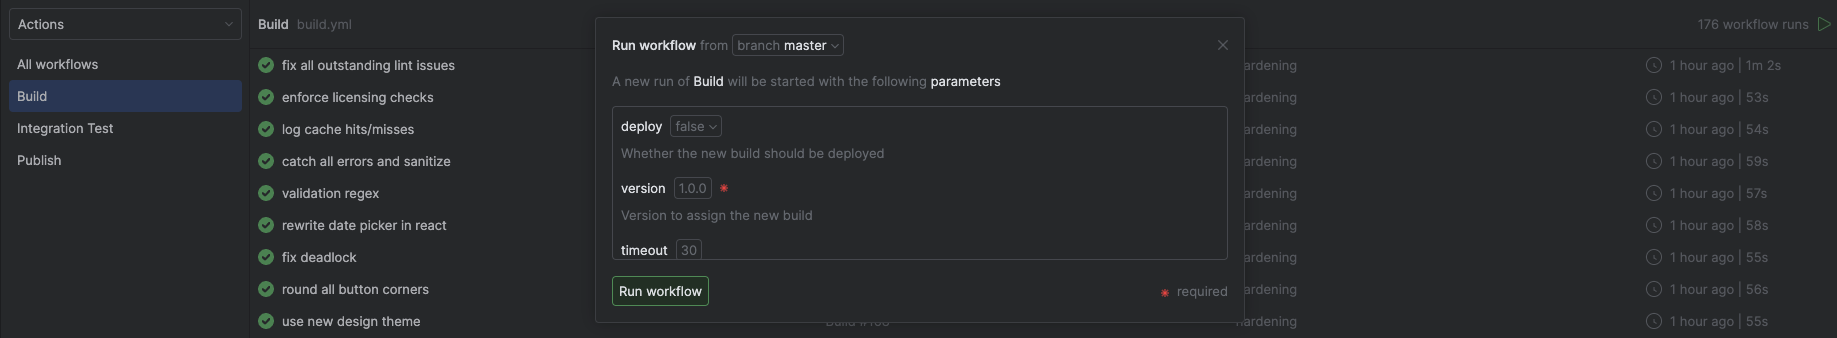 Actions
All workflows
Build
Integration Test
Publish
Build build.yml
176 workflow runs
fix all outstanding lint issues
enforce licensing checks
log cache hits/misses
catch all errors and sanitize
validation regex
rewrite date picker in react
fix deadlock
round all button corners
use new design theme
Run workflow from branch master
A new run of Build will be started with the following parameters
deploy false
Whether the new build should be deployed
version 1.0.0 *
Version to assign the new build
timeout 30
Run workflow
* required
ardening 1 hour ago | 1m 2s
ardening 1 hour ago | 53s
ardening 1 hour ago | 54s
ardening 1 hour ago | 59s
ardening 1 hour ago | 57s
ardening 1 hour ago | 58s
ardening 1 hour ago | 55s
ardening 1 hour ago | 56s
hardening 1 hour ago | 55s